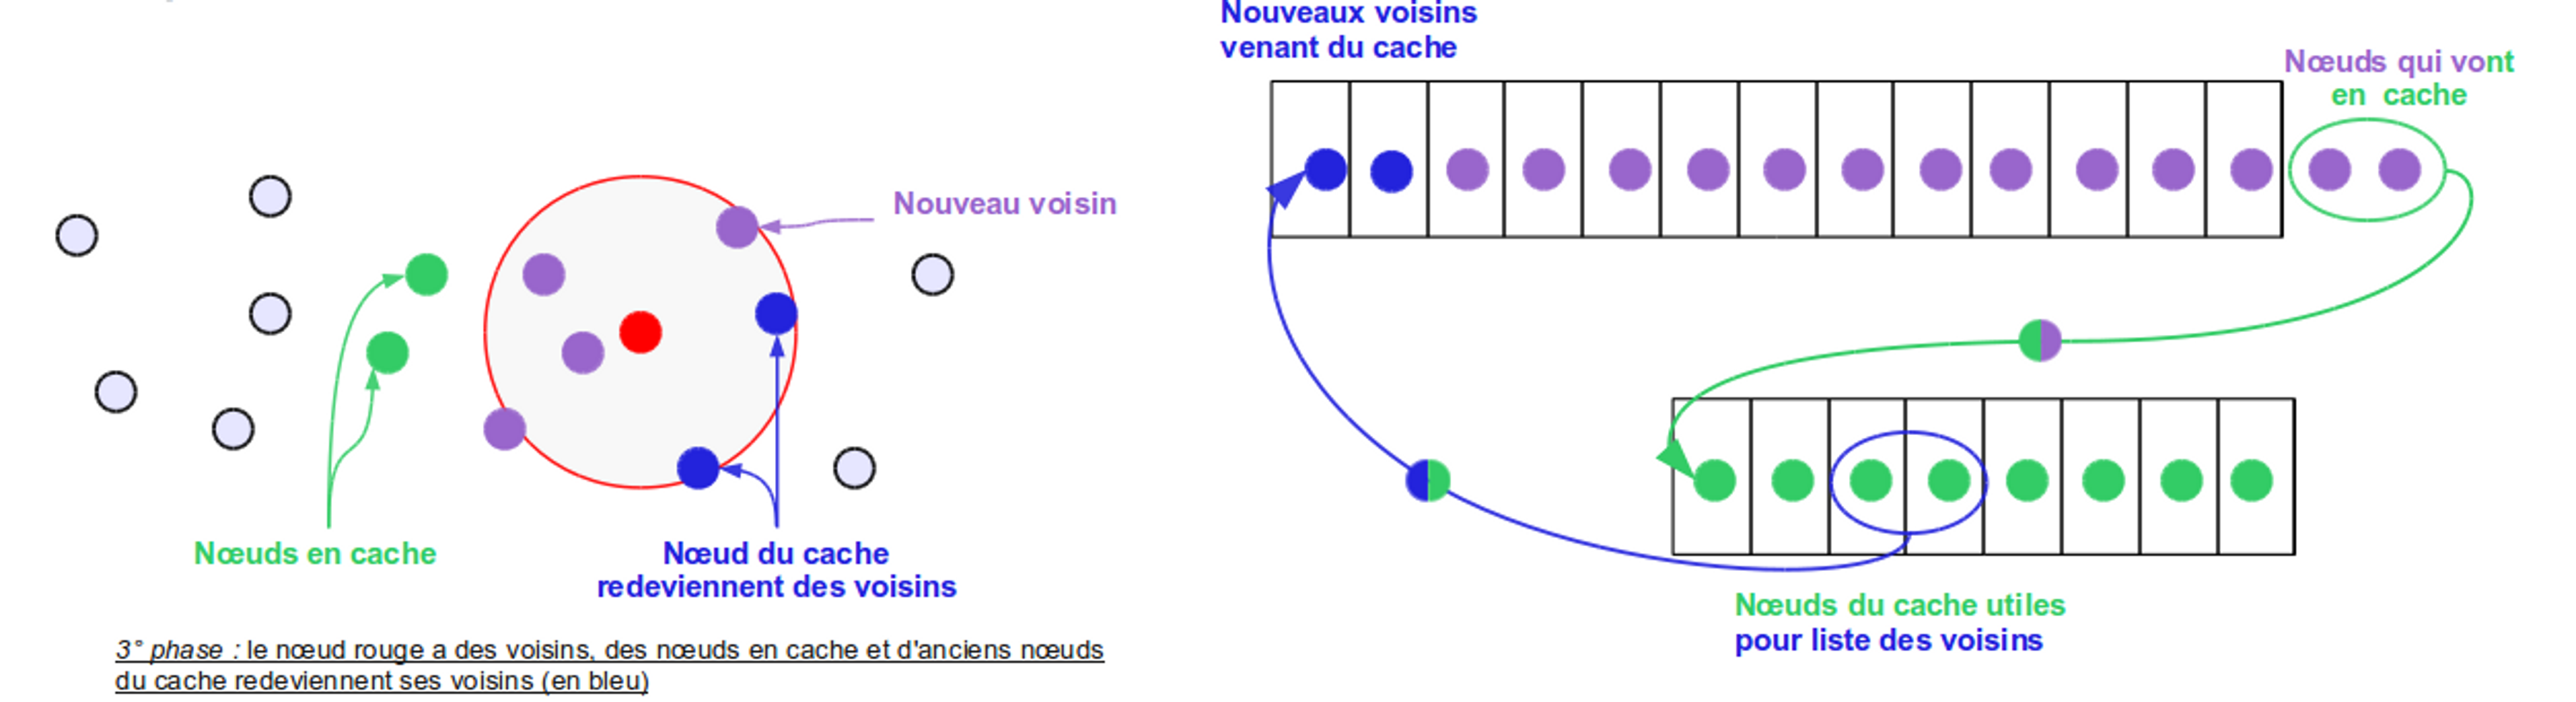 Nouveaux voisins
venant du cache
Nœuds qui vont
en cache
Nouveau voisin
Nœuds en cache
Nœud du cache
redeviennent des voisins
Nœuds du cache utiles
pour liste des voisins
3° phase : le nœud rouge a des voisins, des nœuds en cache et d'anciens nœuds
du cache redeviennent ses voisins (en bleu)